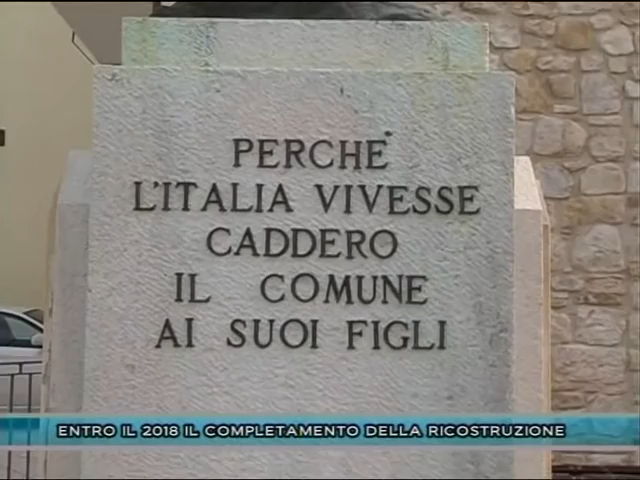 PERCHE'
L'ITALIA VIVESSE
CADDERO
IL COMUNE
AI SUOI FIGLI
ENTRO IL 2018 IL COMPLETAMENTO DELLA RICOSTRUZIONE